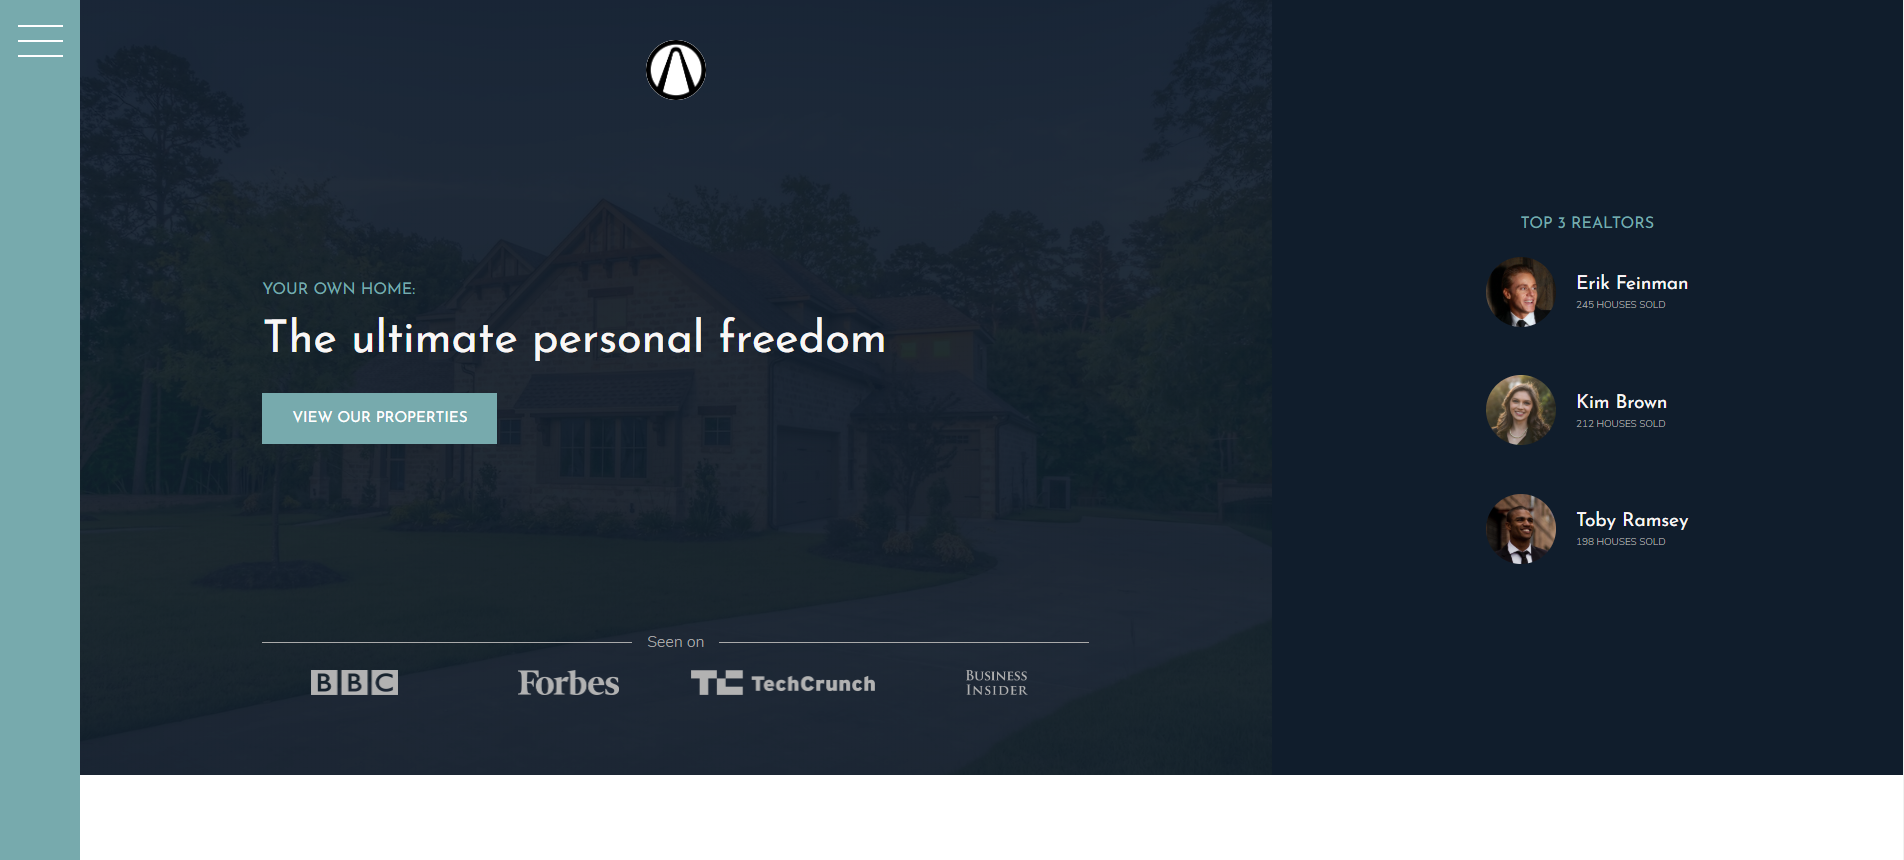 YOUR OWN HOME:
The ultimate personal freedom
VIEW OUR PROPERTIES
Seen on
BBC
Forbes
TC TechCrunch
BUSINESS
INSIDER
TOP 3 REALTORS
Erik Feinman
245 HOUSES SOLD
Kim Brown
212 HOUSES SOLD
Toby Ramsey
198 HOUSES SOLD